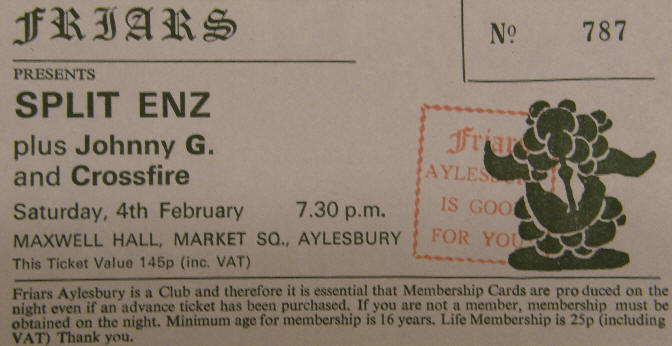 FRIARS
Nº 787
PRESENTS
SPLIT ENZ
plus Johnny G.
and Crossfire
Saturday, 4th February 7.30 p.m.
MAXWELL HALL, MARKET SQ., AYLESBURY
This Ticket Value 145p (inc. VAT)
Friars
AYLESBURY
IS GOOD
FOR YOU
Friars Aylesbury is a Club and therefore it is essential that Membership Cards are produced on the
night even if an advance ticket has been purchased. If you are not a member, membership must be
obtained on the night. Minimum age for membership is 16 years. Life Membership is 25p (including
VAT) Thank you.